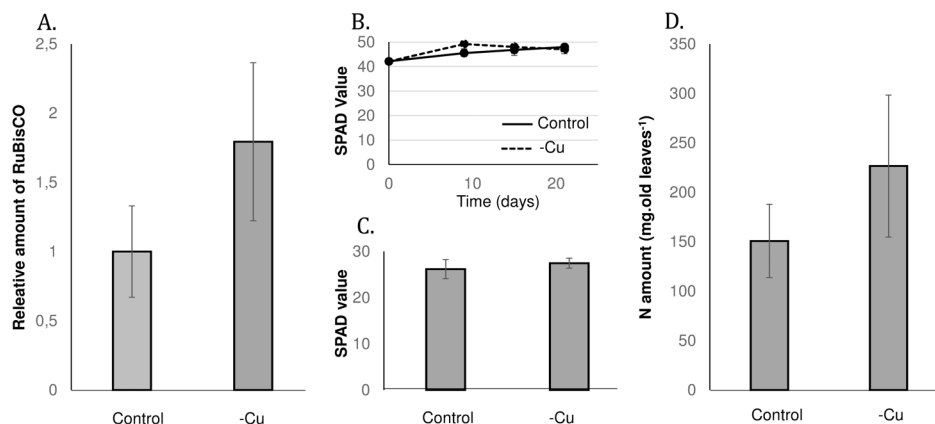 A.
Releative amount of RuBisCO
2,5
2
1,5
1
0,5
0
Control
-Cu
B.
SPAD Value
50
40
30
20
10
0
Control
-Cu
0
10
20
Time (days)
C.
SPAD value
30
20
10
0
Control
-Cu
D.
N amount (mg.old leaves⁻¹)
350
300
250
200
150
100
50
0
Control
-Cu